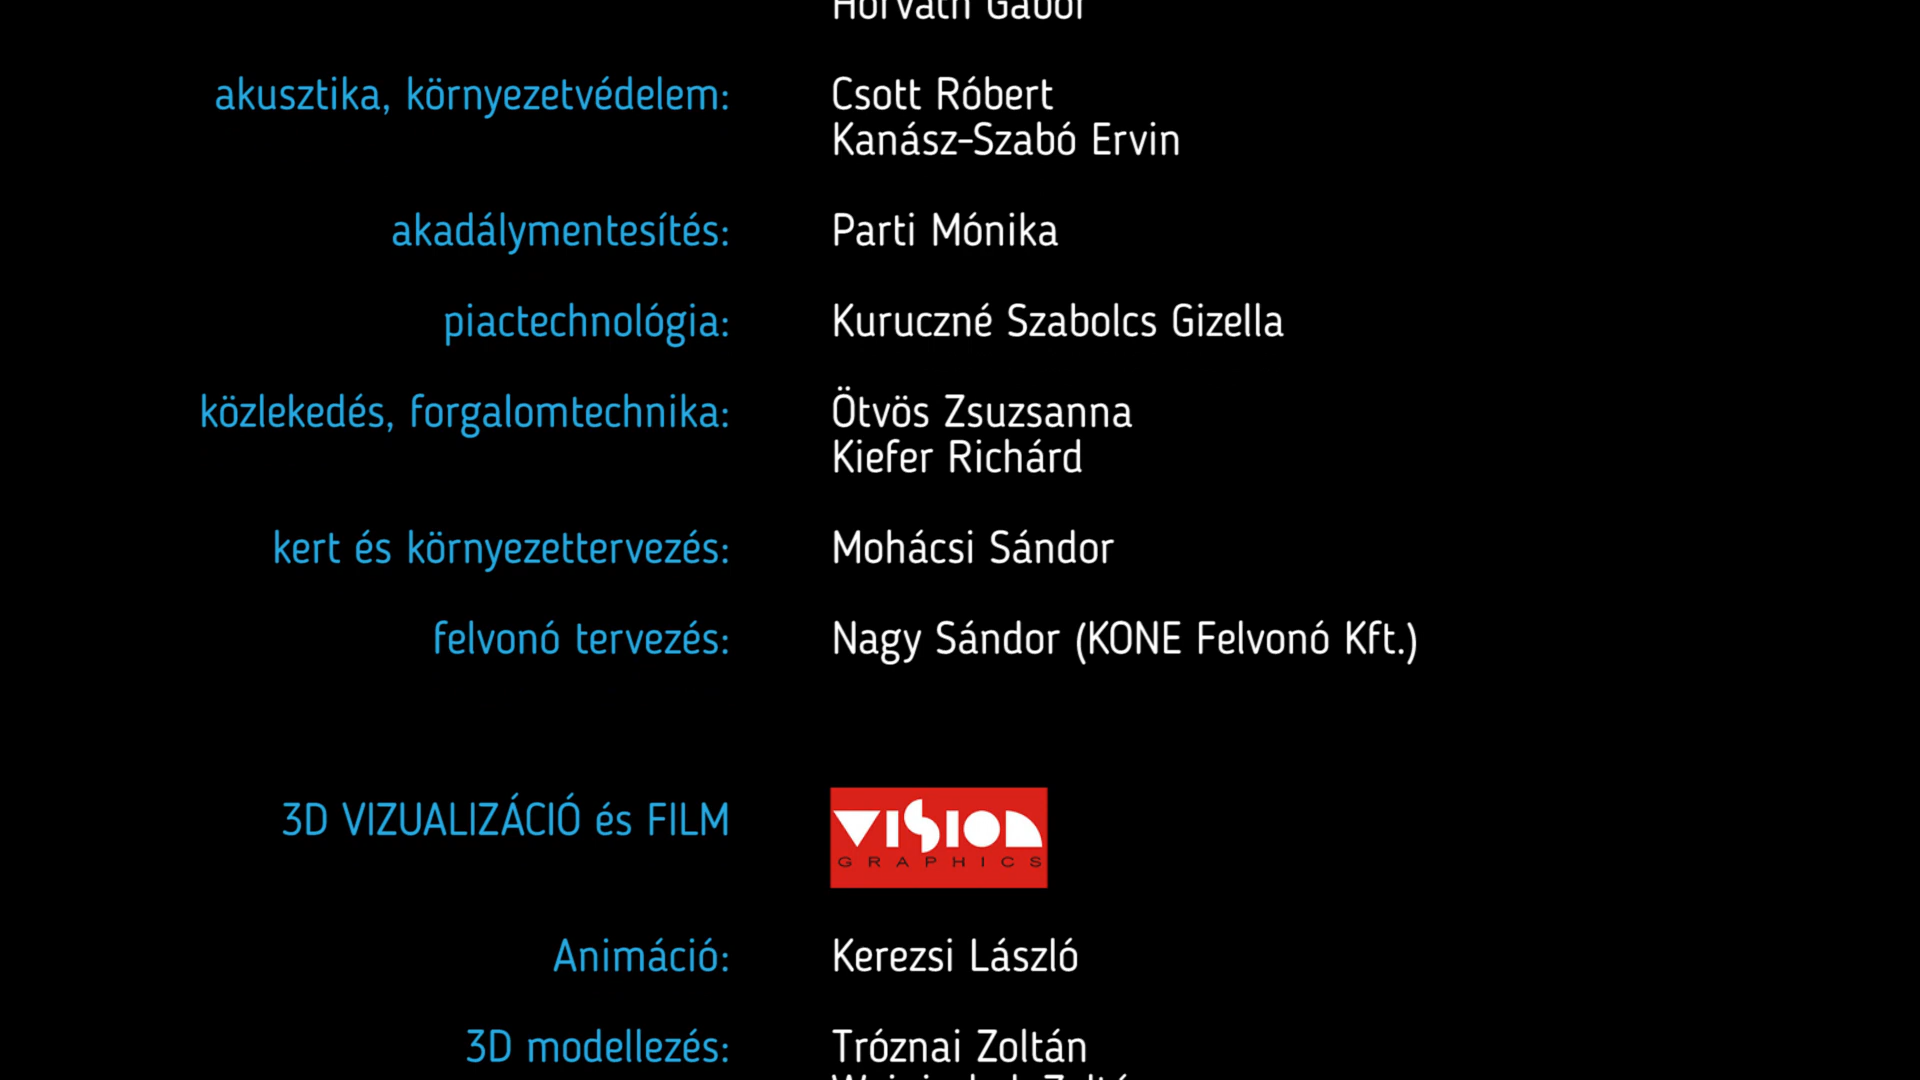 Horváth Gábor
akusztika, környezetvédelem: Csott Róbert
Kanász-Szabó Ervin
akadálymentesítés: Parti Mónika
piactechnológia: Kuruczné Szabolcs Gizella
közlekedés, forgalomtechnika: Ötvös Zsuzsanna
Kiefer Richárd
kert és környezettervezés: Mohácsi Sándor
felvonó tervezés: Nagy Sándor (KONE Felvonó Kft.)
3D VIZUALIZÁCIÓ és FILM
VISION
GRAPHICS
Animáció: Kerezsi László
3D modellezés: Tróznai Zoltán